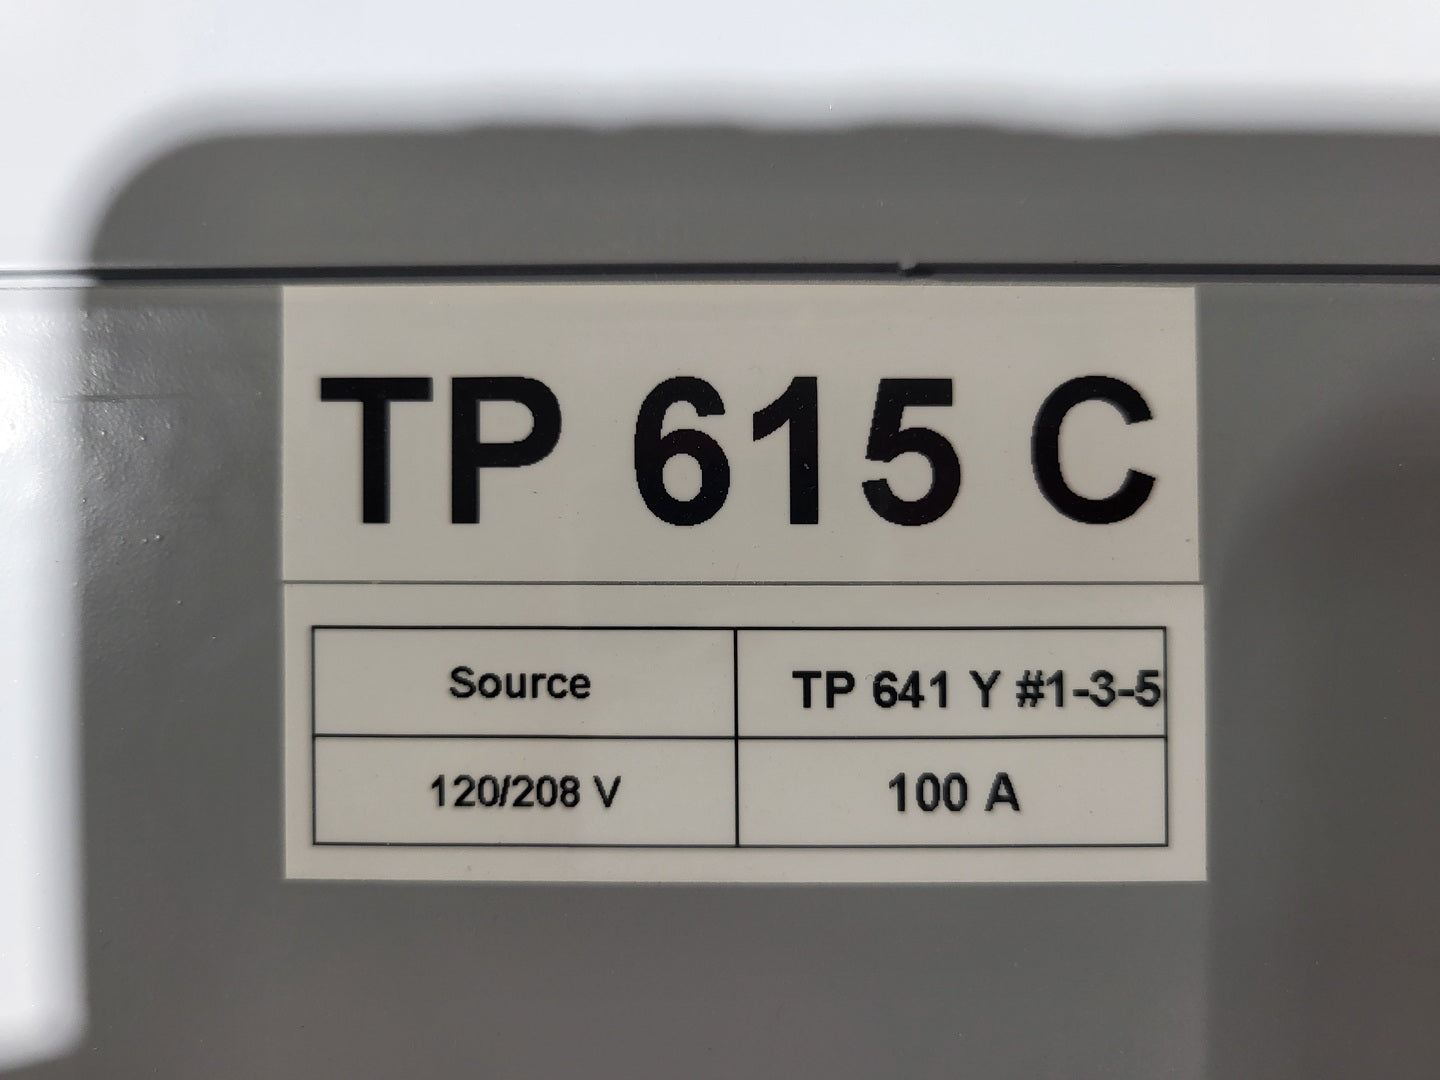 TP 615 C
Source TP 641 Y #1-3-5
120/208 V 100 A